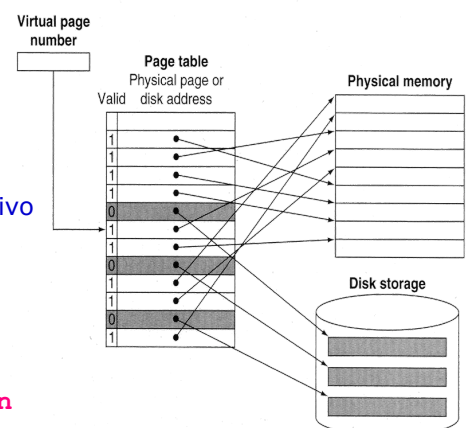 Virtual page
number
Page table
Physical page or
Valid disk address
Physical memory
1
1
1
1
0
1
1
0
1
1
0
1
ivo
Disk storage
n